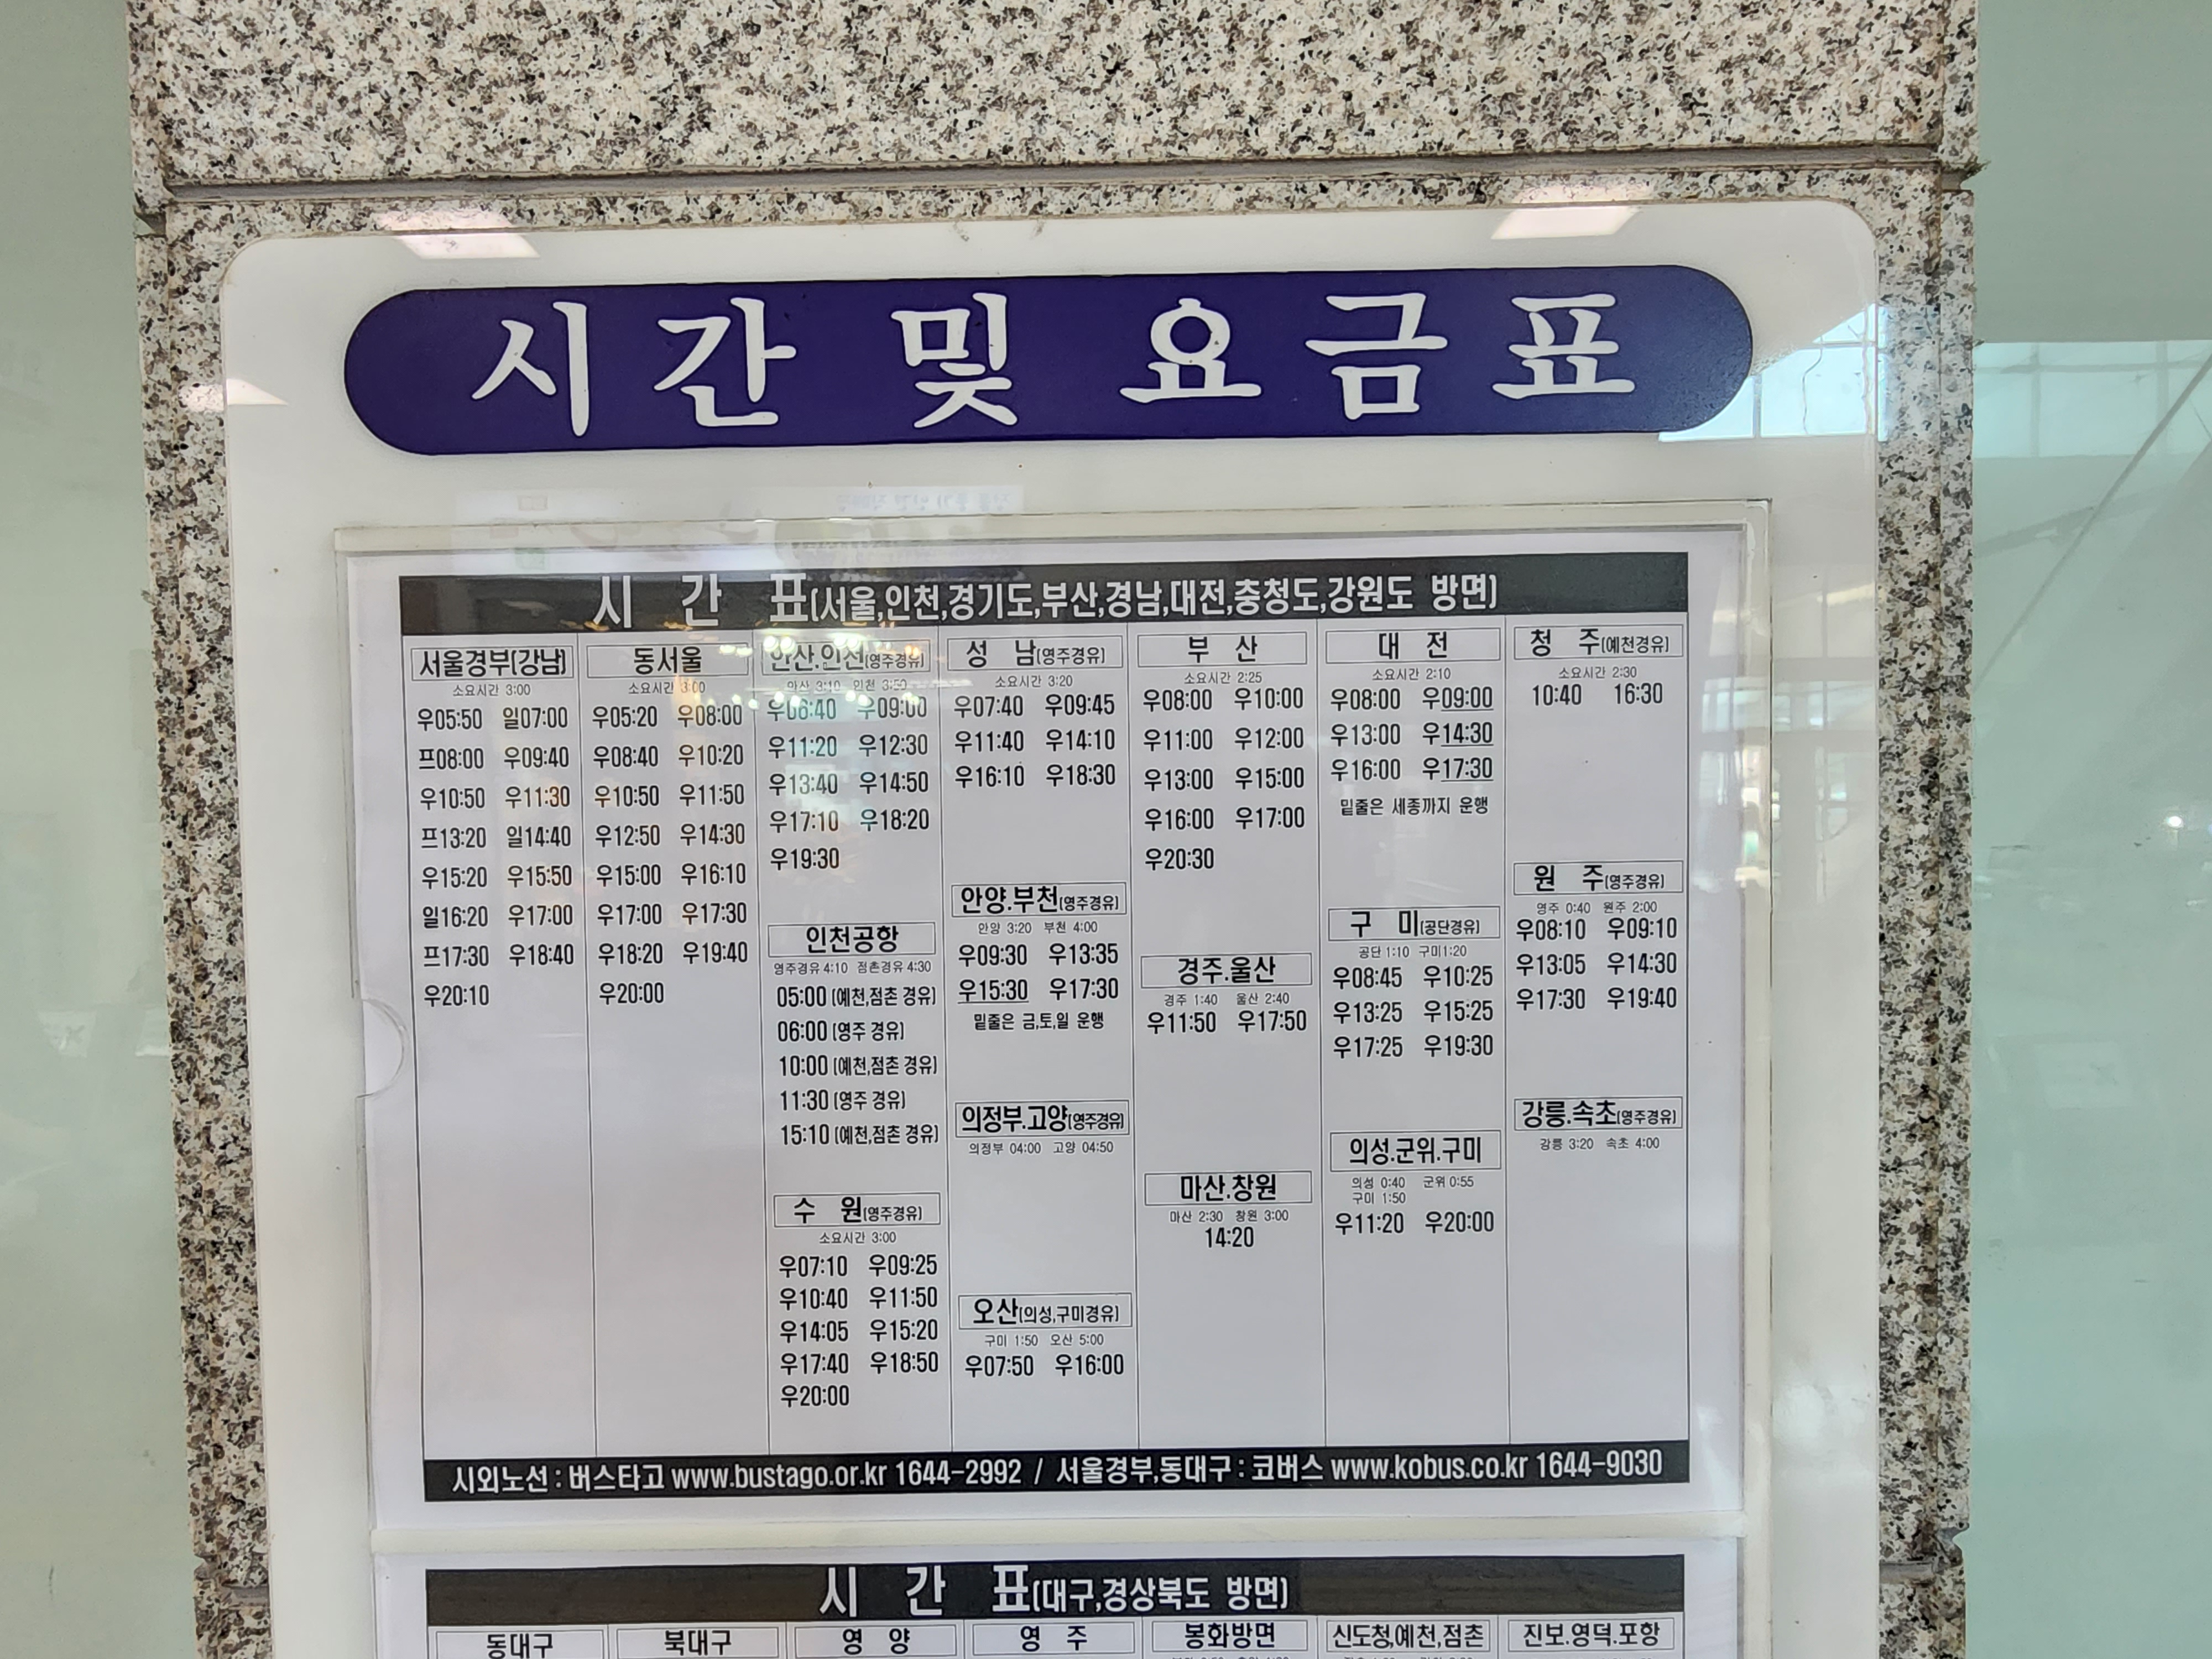 시간 및 요금표
시 간 표(서울,인천,경기도,부산,경남,대전,충청도,강원도 방면)
서울경부(강남)
소요시간 3:00
우05:50 일07:00
프08:00 우09:40
우10:50 우11:30
프13:20 일14:40
우15:20 우15:50
일16:20 우17:00
프17:30 우18:40
우20:10
동서울
소요시간 3:00
우05:20 우08:00
우08:40 우10:20
우10:50 우11:50
우12:50 우14:30
우15:00 우16:10
우17:00 우17:30
우18:20 우19:40
우20:00
안산.인천(영주경유)
안산 3:10 인천 3:50
우06:40 우09:00
우11:20 우12:30
우13:40 우14:50
우17:10 우18:20
우19:30
인천공항
영주경유 4:10 점촌경유 4:30
05:00 (예천,점촌 경유)
06:00 (영주 경유)
10:00 (예천,점촌 경유)
11:30 (영주 경유)
15:10 (예천,점촌 경유)
수 원(영주경유)
소요시간 3:00
우07:10 우09:25
우10:40 우11:50
우14:05 우15:20
우17:40 우18:50
우20:00
성 남(영주경유)
소요시간 3:20
우07:40 우09:45
우11:40 우14:10
우16:10 우18:30
안양.부천(영주경유)
안양 3:20 부천 4:00
우09:30 우13:35
우15:30 우17:30
밑줄은 금,토,일 운행
의정부.고양(영주경유)
의정부 04:00 고양 04:50
오산(의성,구미경유)
구미 1:50 오산 5:00
우07:50 우16:00
부 산
소요시간 2:25
우08:00 우10:00
우11:00 우12:00
우13:00 우15:00
우16:00 우17:00
우20:30
경주.울산
경주 1:40 울산 2:40
우11:50 우17:50
마산.창원
마산 2:30 창원 3:00
14:20
대 전
소요시간 2:10
우08:00 우09:00
우13:00 우14:30
우16:00 우17:30
밑줄은 세종까지 운행
구 미(공단경유)
공단 1:10 구미1:20
우08:45 우10:25
우13:25 우15:25
우17:25 우19:30
의성.군위.구미
의성 0:40 군위 0:55
구미 1:50
우11:20 우20:00
청 주(예천경유)
소요시간 2:30
10:40 16:30
원 주(영주경유)
영주 0:40 원주 2:00
우08:10 우09:10
우13:05 우14:30
우17:30 우19:40
강릉.속초(영주경유)
강릉 3:20 속초 4:00
시외노선 : 버스타고 www.bustago.or.kr 1644-2992 / 서울경부,동대구 : 코버스 www.kobus.co.kr 1644-9030
시 간 표(대구,경상북도 방면)
동대구 북대구 영 양 영 주 봉화방면 신도청,예천,점촌 진보.영덕.포항